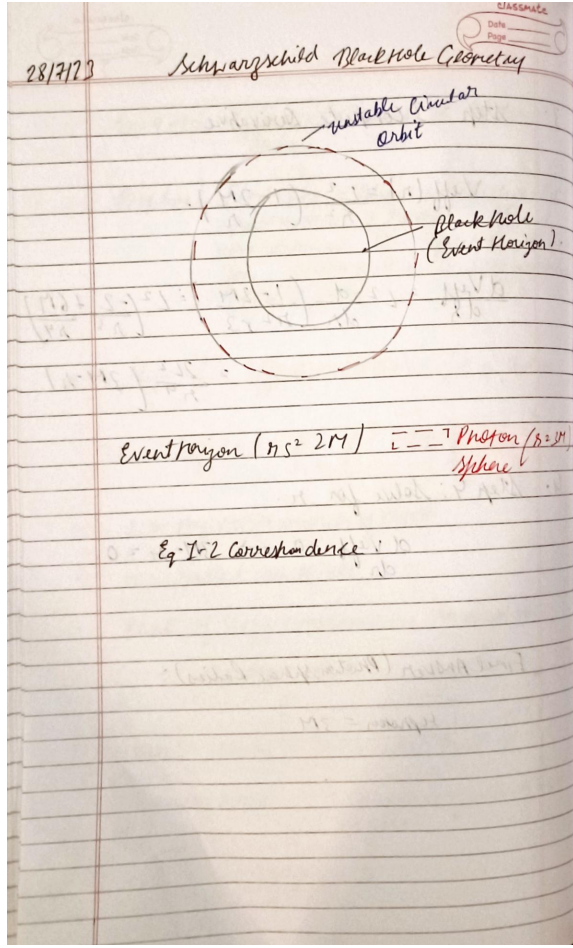 CLASSMATE
Date
Page
28/7/23
Schwarzschild Black Hole Geometry
unstable Circular
Orbit
Black Hole
(Event Horizon).
Event Horizon (rs = 2M)
Photon (r = 3M)
Sphere
Eq-1-2 Correspondence :